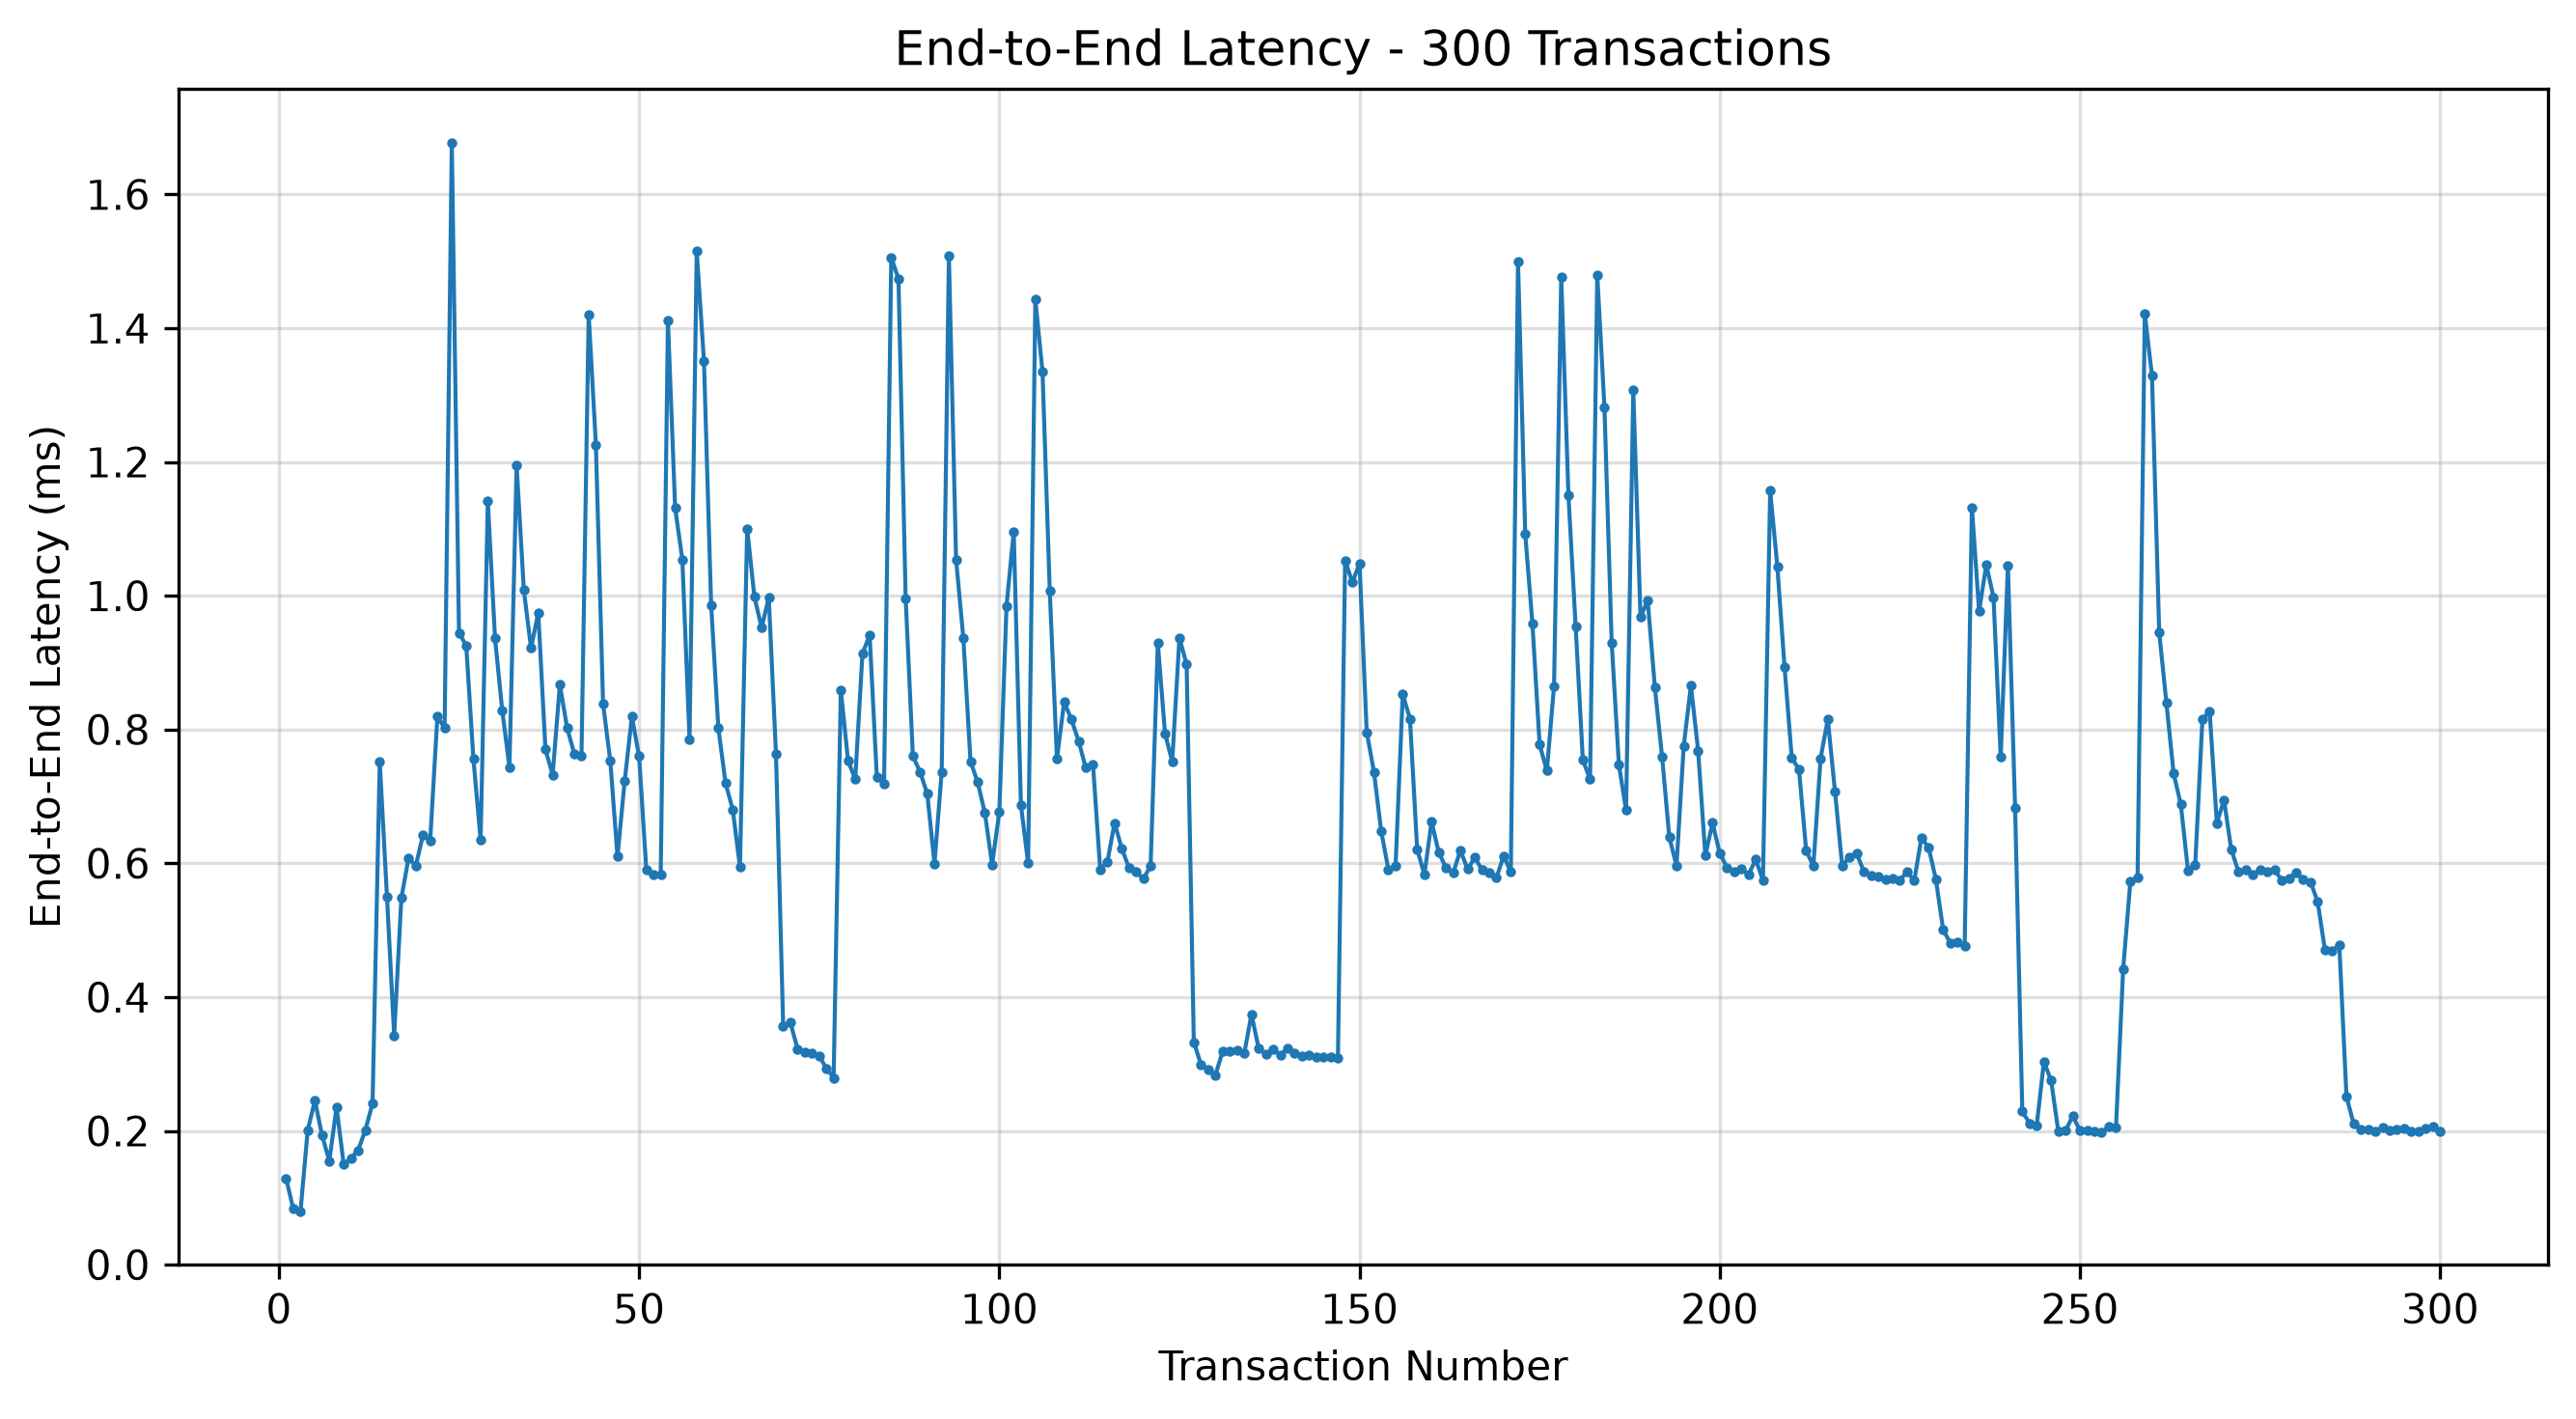 End-to-End Latency - 300 Transactions
End-to-End Latency (ms)
1.6
1.4
1.2
1.0
0.8
0.6
0.4
0.2
0.0
0 50 100 150 200 250 300
Transaction Number